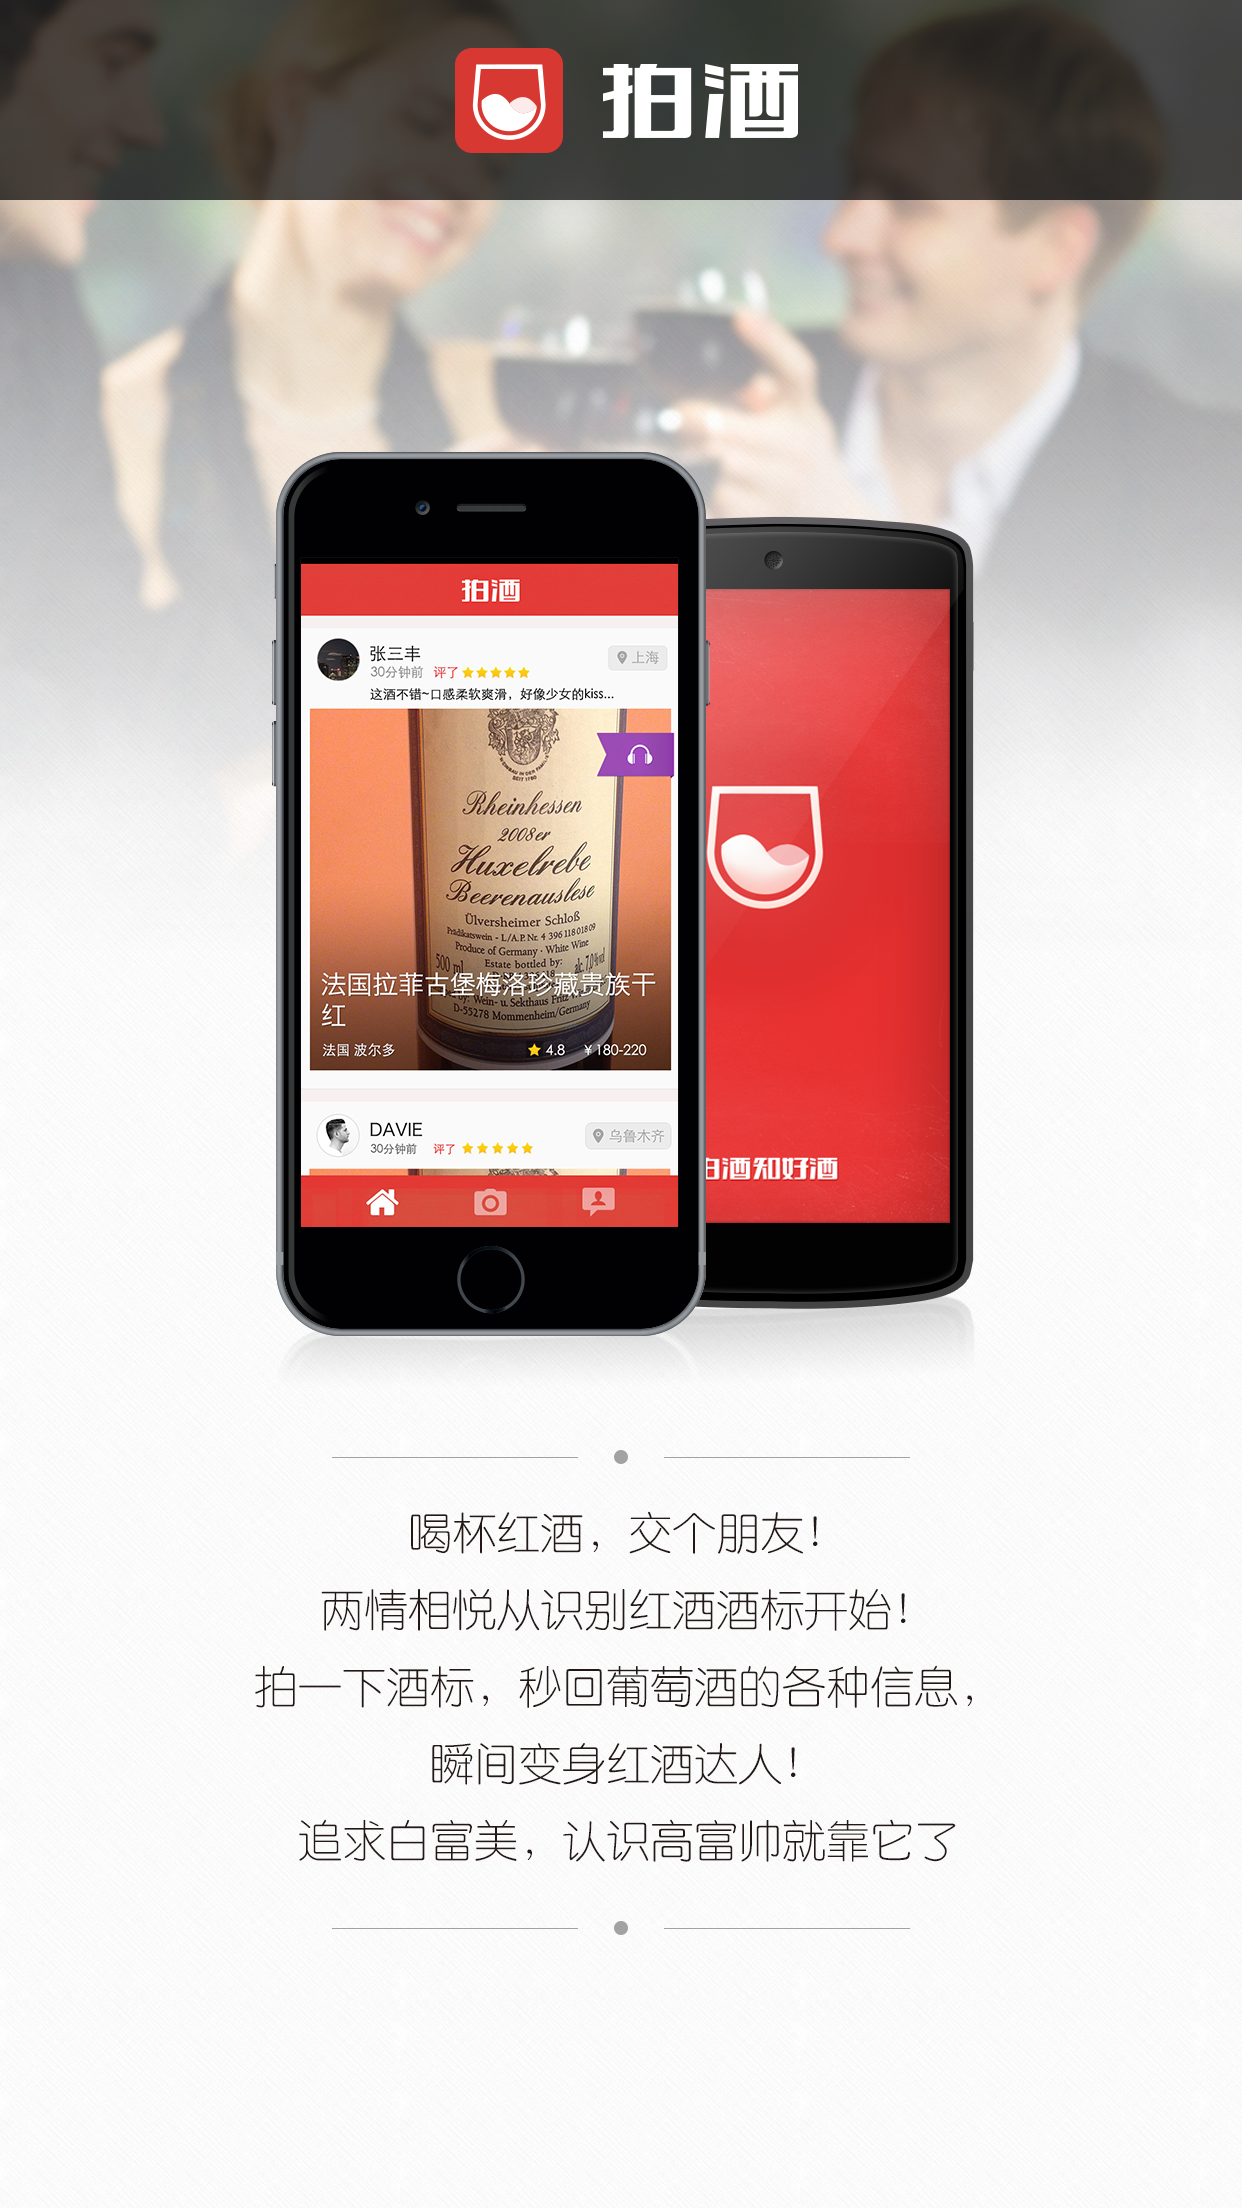 拍酒
拍酒
张三丰
30分钟前 评了
上海
这酒不错~口感柔软爽滑，好像少女的kiss...
Rheinhessen
2008er
Huxelrebe
Beerenauslese
Ülversheimer Schloß
Prädikatswein - L/A.P.Nr. 4 396 118 018 09
Produce of Germany · White Wine
Estate bottled by:
500 ml
alc. 7,0%vol
法国拉菲古堡梅洛珍藏贵族干
红
Wein- u. Sekthaus Fritz
D-55278 Mommenheim/Germany
法国 波尔多 4.8 ￥180-220
DAVIE
30分钟前 评了
乌鲁木齐
拍酒知好酒
喝杯红酒，交个朋友！
两情相悦从识别红酒酒标开始！
拍一下酒标，秒回葡萄酒的各种信息，
瞬间变身红酒达人！
追求白富美，认识高富帅就靠它了